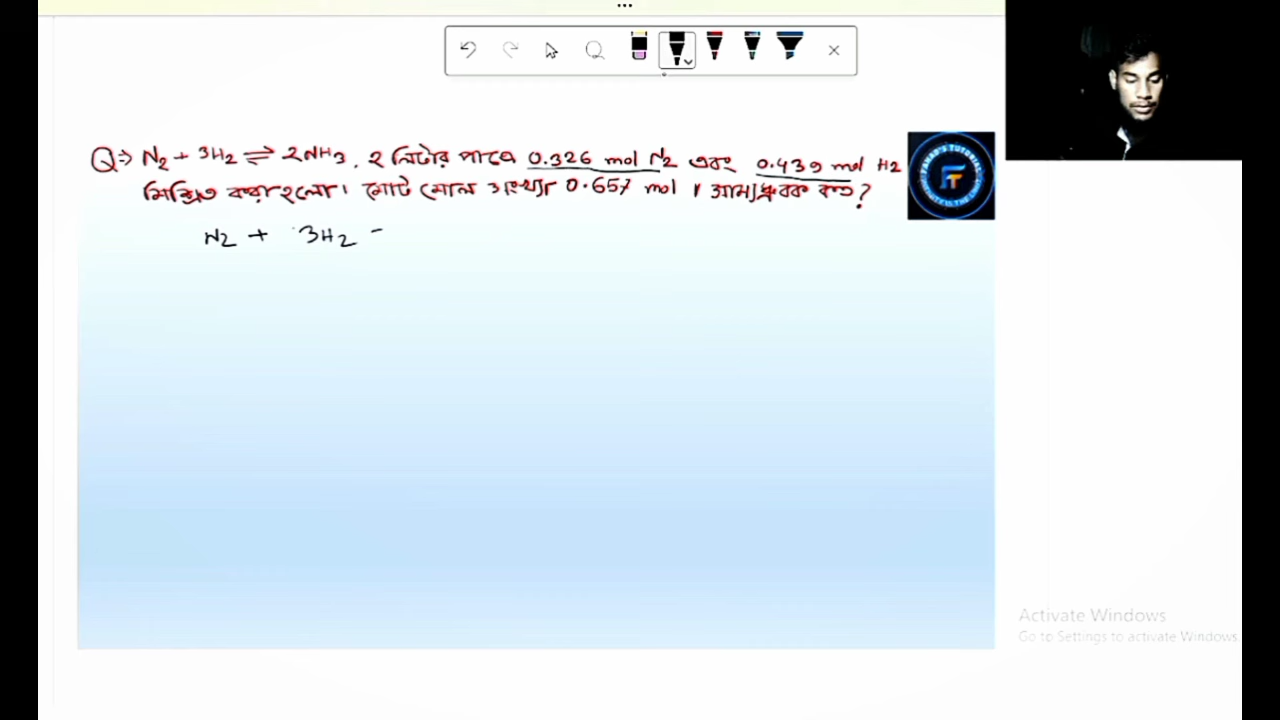 Q⇒ N₂ + 3H₂ ⇌ 2NH₃. ২ লিটার পাত্রে 0.326 mol N₂ এবং 0.439 mol H₂
মিশ্রিত করা হলো। মোট মোল সংখ্যা 0.657 mol । সাম্যধ্রুবক কত?
N₂ + 3H₂ -
Activate Windows
Go to Settings to activate Windows.